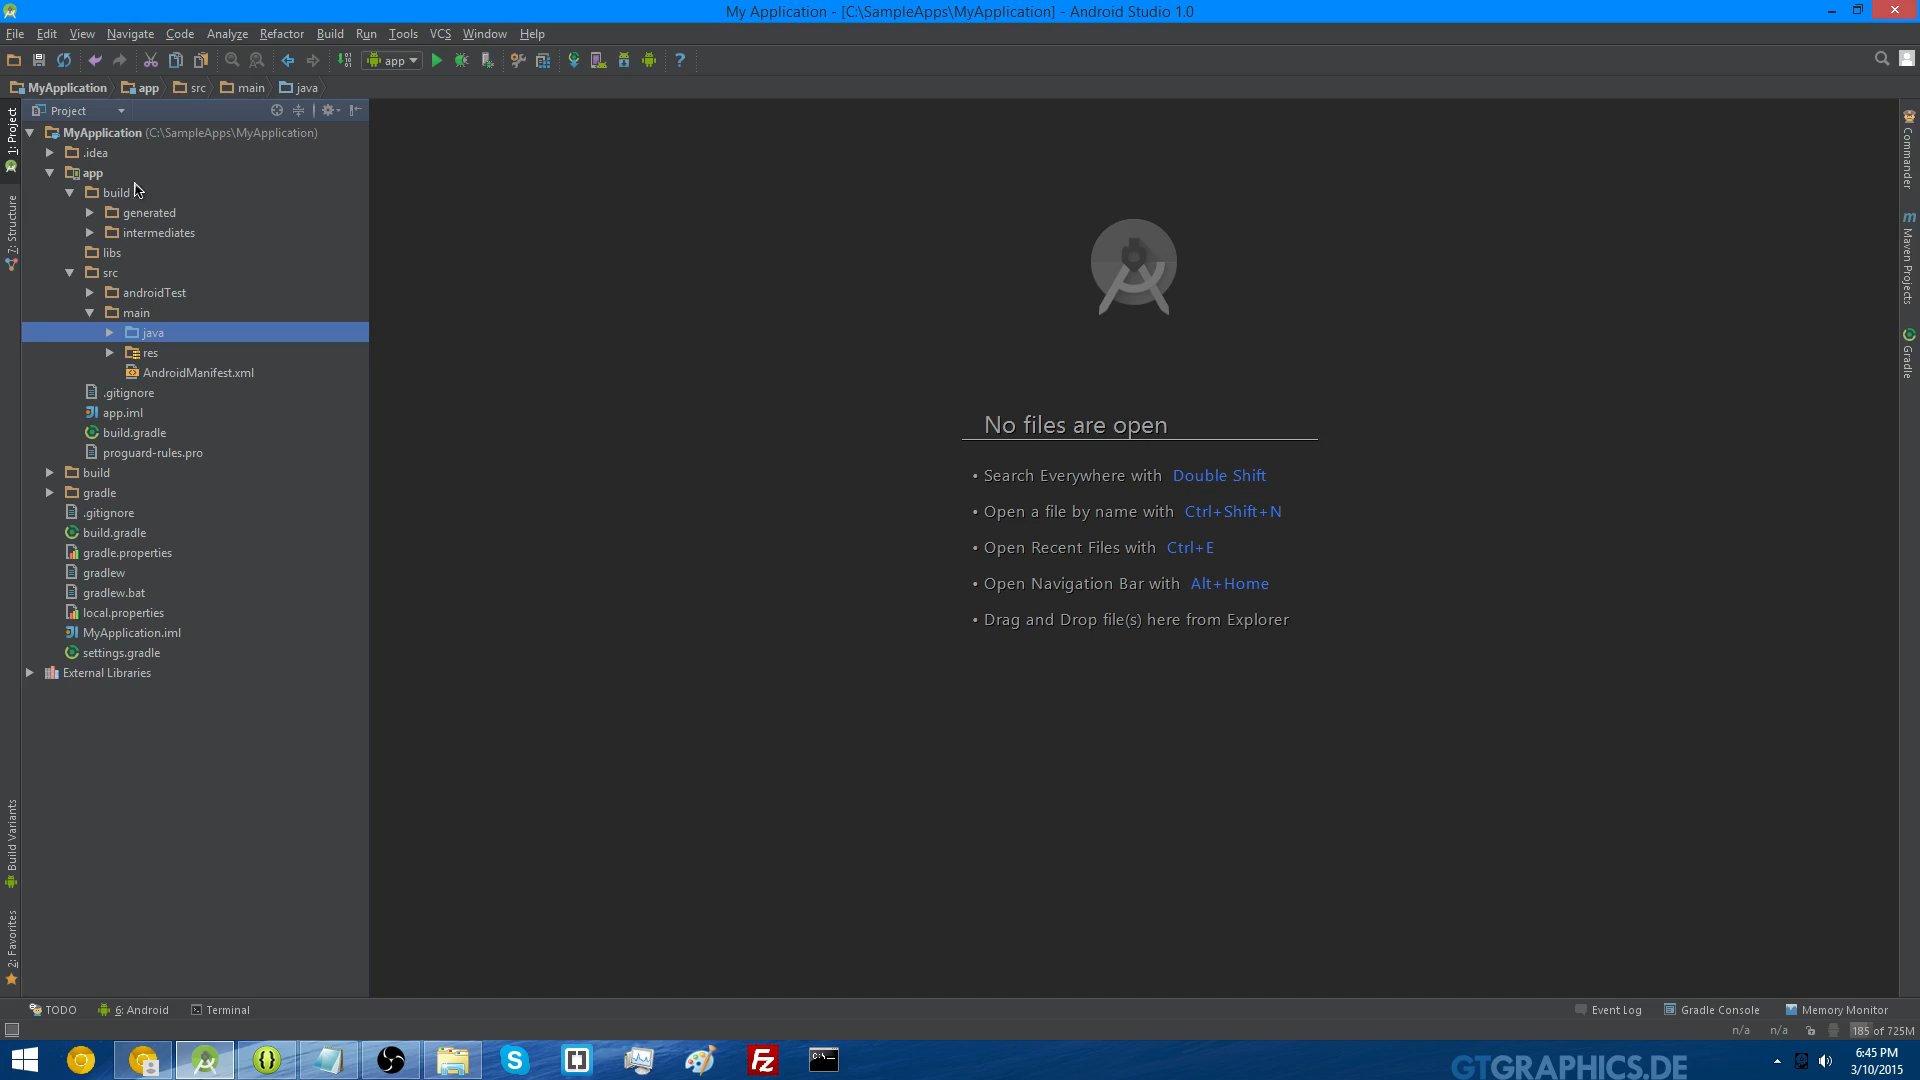 My Application - [C:\SampleApps\MyApplication] - Android Studio 1.0
File Edit View Navigate Code Analyze Refactor Build Run Tools VCS Window Help
app
MyApplication app src main java
Project
MyApplication (C:\SampleApps\MyApplication)
.idea
app
build
generated
intermediates
libs
src
androidTest
main
java
res
AndroidManifest.xml
.gitignore
app.iml
build.gradle
proguard-rules.pro
build
gradle
.gitignore
build.gradle
gradle.properties
gradlew
gradlew.bat
local.properties
MyApplication.iml
settings.gradle
External Libraries
1: Project
7: Structure
Build Variants
2: Favorites
No files are open
• Search Everywhere with Double Shift
• Open a file by name with Ctrl+Shift+N
• Open Recent Files with Ctrl+E
• Open Navigation Bar with Alt+Home
• Drag and Drop file(s) here from Explorer
Commander
m Maven Projects
Gradle
TODO 6: Android Terminal Event Log Gradle Console Memory Monitor
n/a n/a 185 of 725M
GTGRAPHICS.DE
6:45 PM
3/10/2015